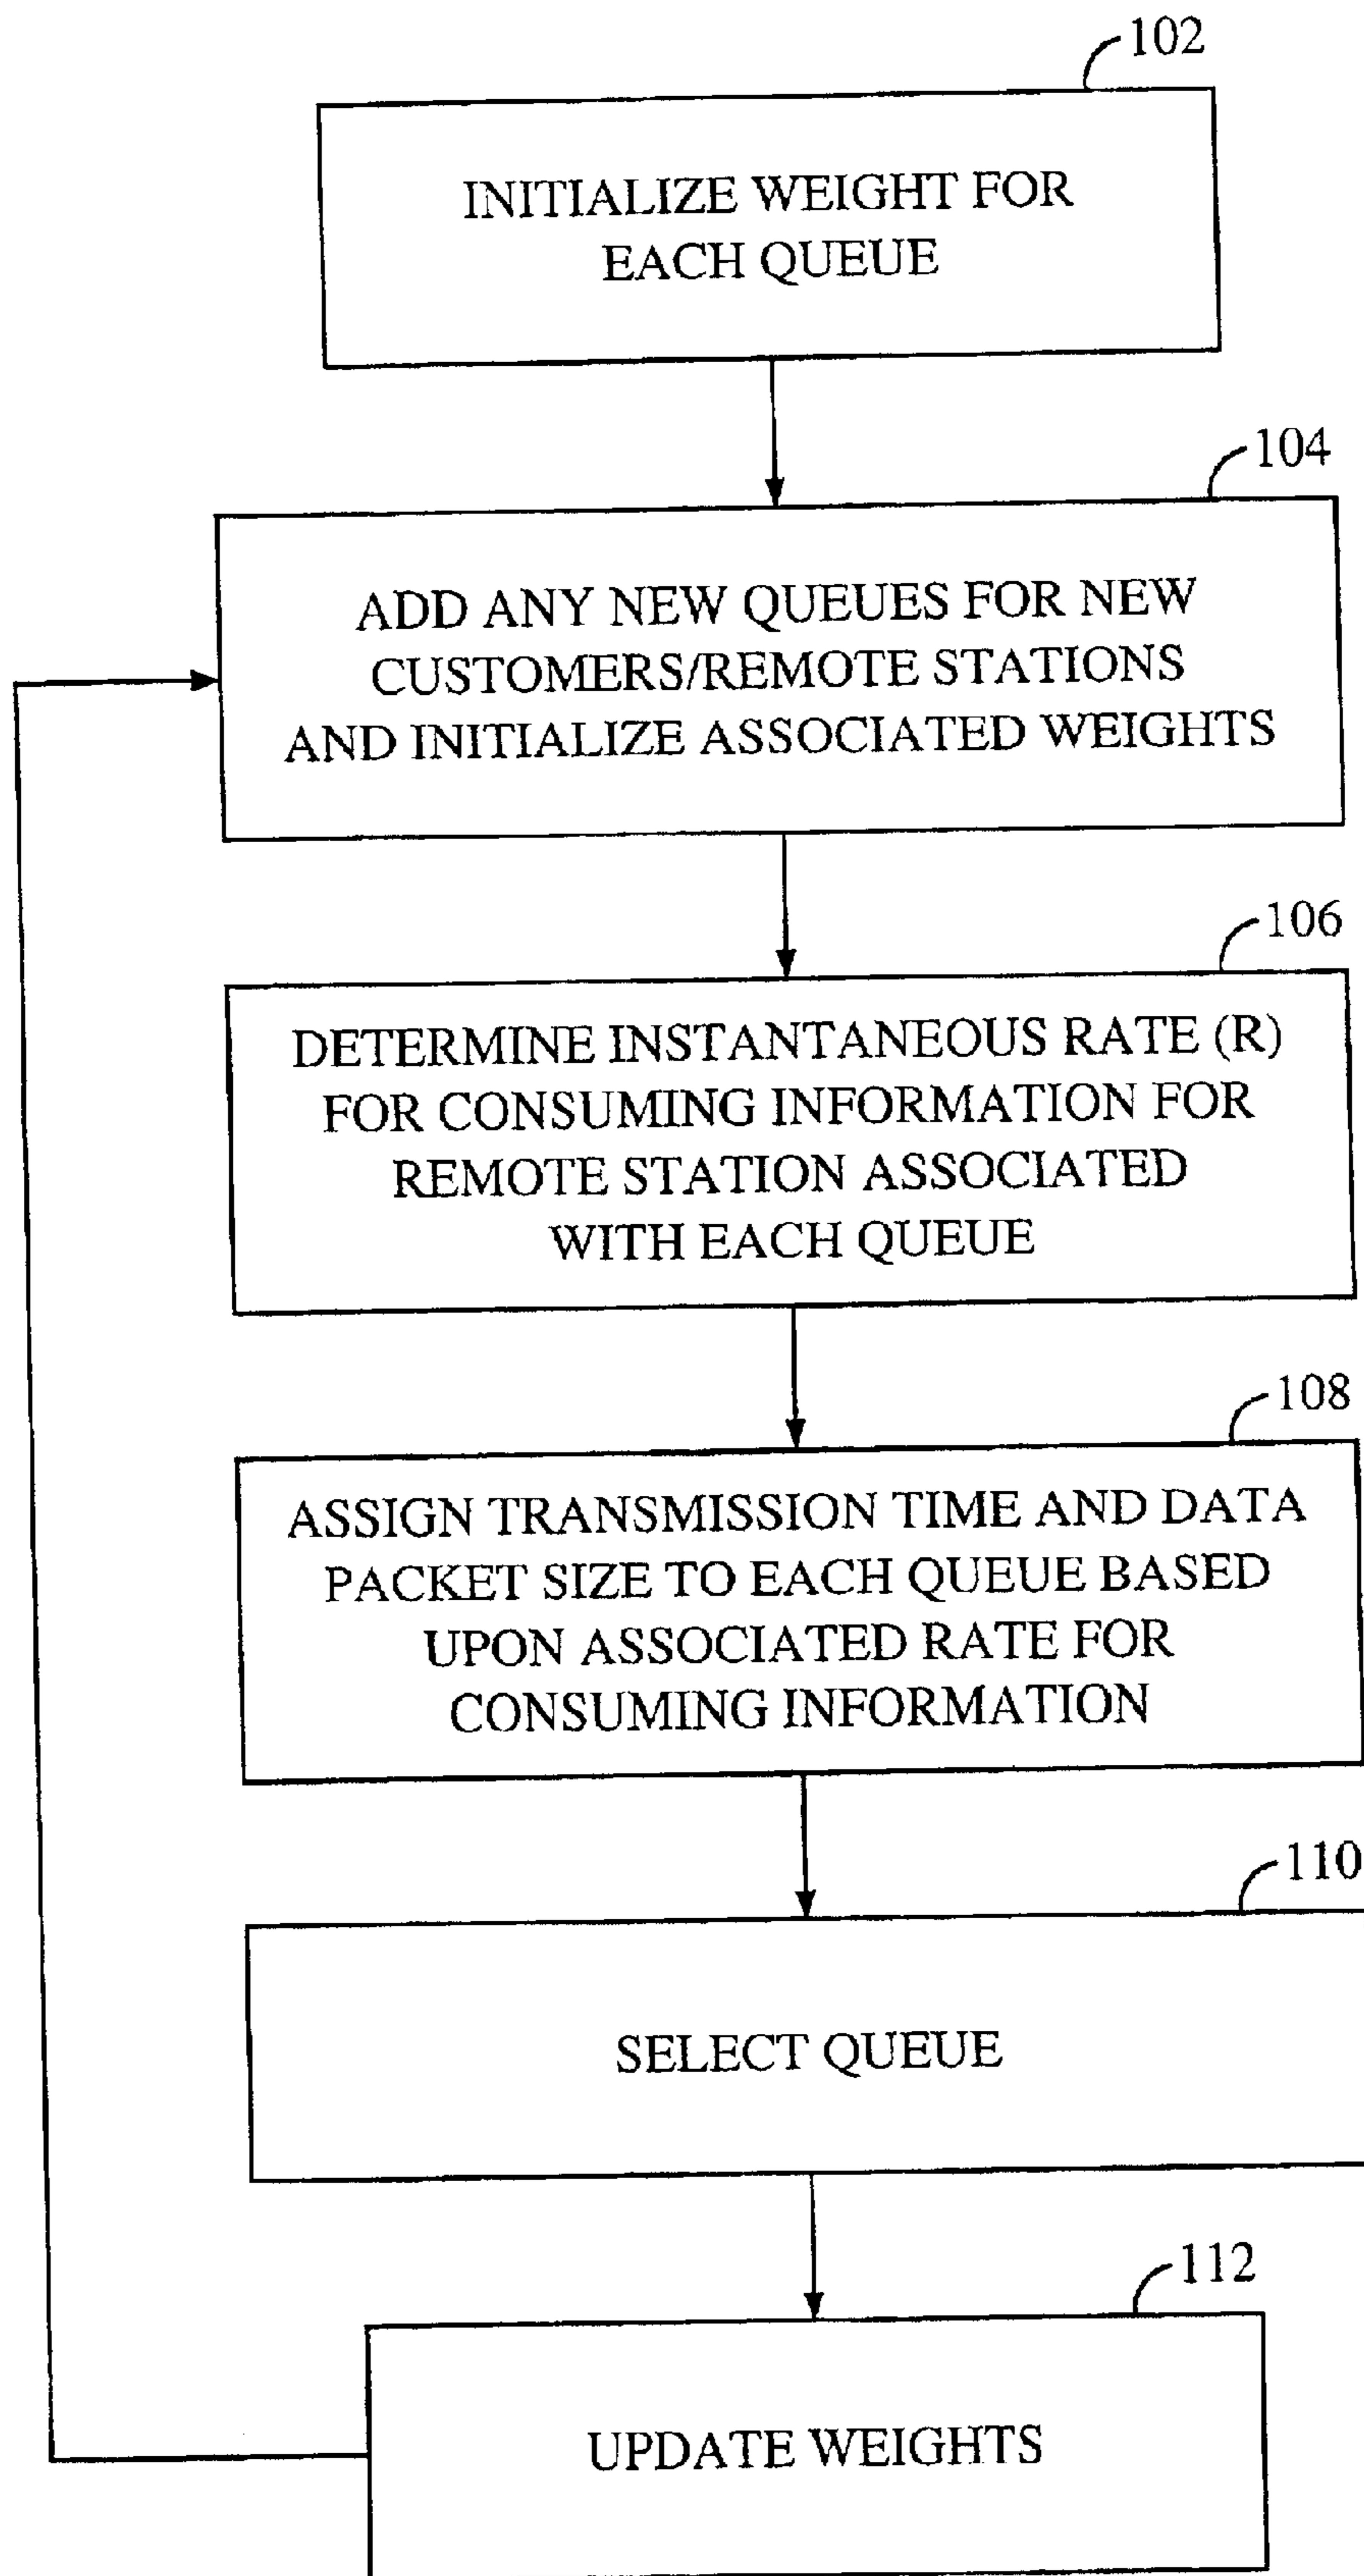 102
INITIALIZE WEIGHT FOR
EACH QUEUE
104
ADD ANY NEW QUEUES FOR NEW
CUSTOMERS/REMOTE STATIONS
AND INITIALIZE ASSOCIATED WEIGHTS
106
DETERMINE INSTANTANEOUS RATE (R)
FOR CONSUMING INFORMATION FOR
REMOTE STATION ASSOCIATED
WITH EACH QUEUE
108
ASSIGN TRANSMISSION TIME AND DATA
PACKET SIZE TO EACH QUEUE BASED
UPON ASSOCIATED RATE FOR
CONSUMING INFORMATION
110
SELECT QUEUE
112
UPDATE WEIGHTS